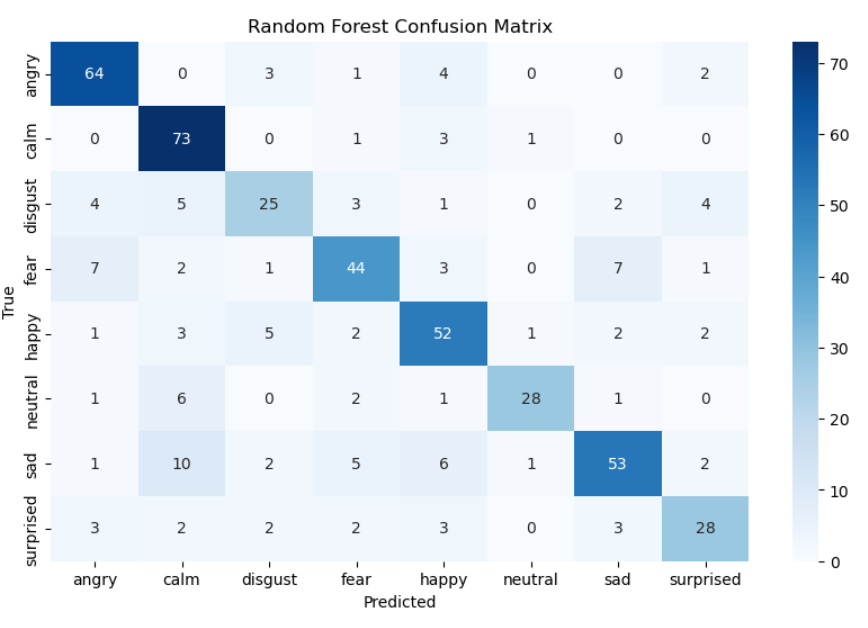 Random Forest Confusion Matrix
angry 64 0 3 1 4 0 0 2
calm 0 73 0 1 3 1 0 0
disgust 4 5 25 3 1 0 2 4
fear 7 2 1 44 3 0 7 1
happy 1 3 5 2 52 1 2 2
neutral 1 6 0 2 1 28 1 0
sad 1 10 2 5 6 1 53 2
surprised 3 2 2 2 3 0 3 28
True
angry calm disgust fear happy neutral sad surprised
Predicted
70
60
50
40
30
20
10
0